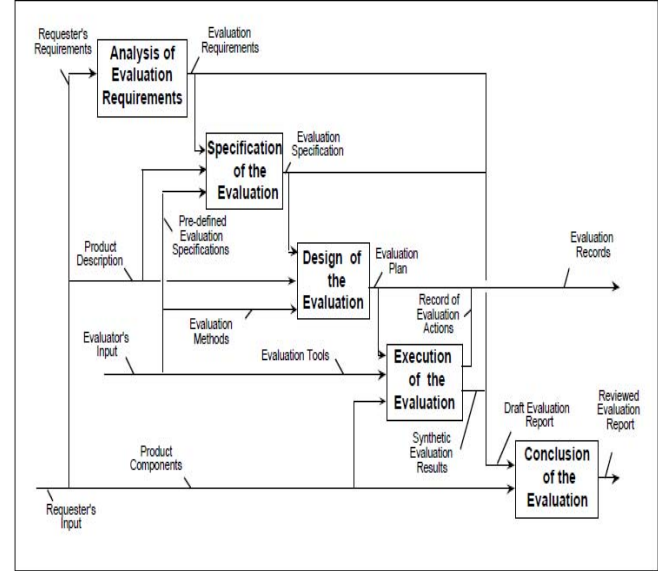 Requester's
Requirements
Analysis of
Evaluation
Requirements
Evaluation
Requirements
Specification
of the
Evaluation
Evaluation
Specification
Pre-defined
Evaluation
Specifications
Product
Description
Design of
the
Evaluation
Evaluation
Plan
Evaluation
Records
Record of
Evaluation
Actions
Evaluation
Methods
Evaluator's
Input
Evaluation Tools
Execution
of the
Evaluation
Synthetic
Evaluation
Results
Draft Evaluation
Report
Reviewed
Evaluation
Report
Product
Components
Conclusion
of the
Evaluation
Requester's
Input